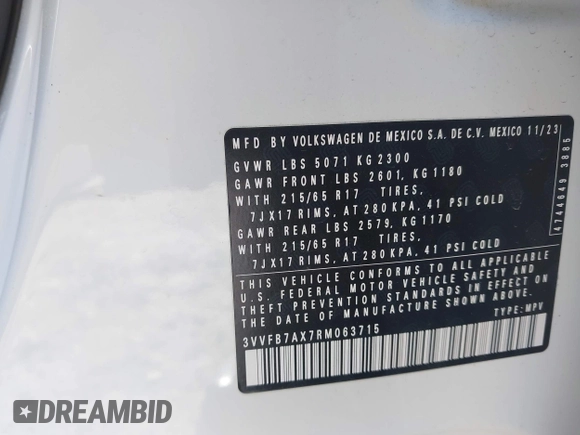 MFD BY VOLKSWAGEN DE MEXICO S.A. DE C.V. MEXICO 11/23
GVWR LBS 5071 KG 2300
GAWR FRONT LBS 2601, KG 1180
WITH 215/65 R17 TIRES,
7JX17 RIMS, AT 280 KPA, 41 PSI COLD
GAWR REAR LBS 2579, KG 1170
WITH 215/65 R17 TIRES,
7JX17 RIMS, AT 280 KPA, 41 PSI COLD
THIS VEHICLE CONFORMS TO ALL APPLICABLE
U.S. FEDERAL MOTOR VEHICLE SAFETY AND
THEFT PREVENTION STANDARDS IN EFFECT ON
THE DATE OF MANUFACTURE SHOWN ABOVE.
3VVFB7AX7RM063715 TYPE: MPV
4744649 3885
DREAMBID